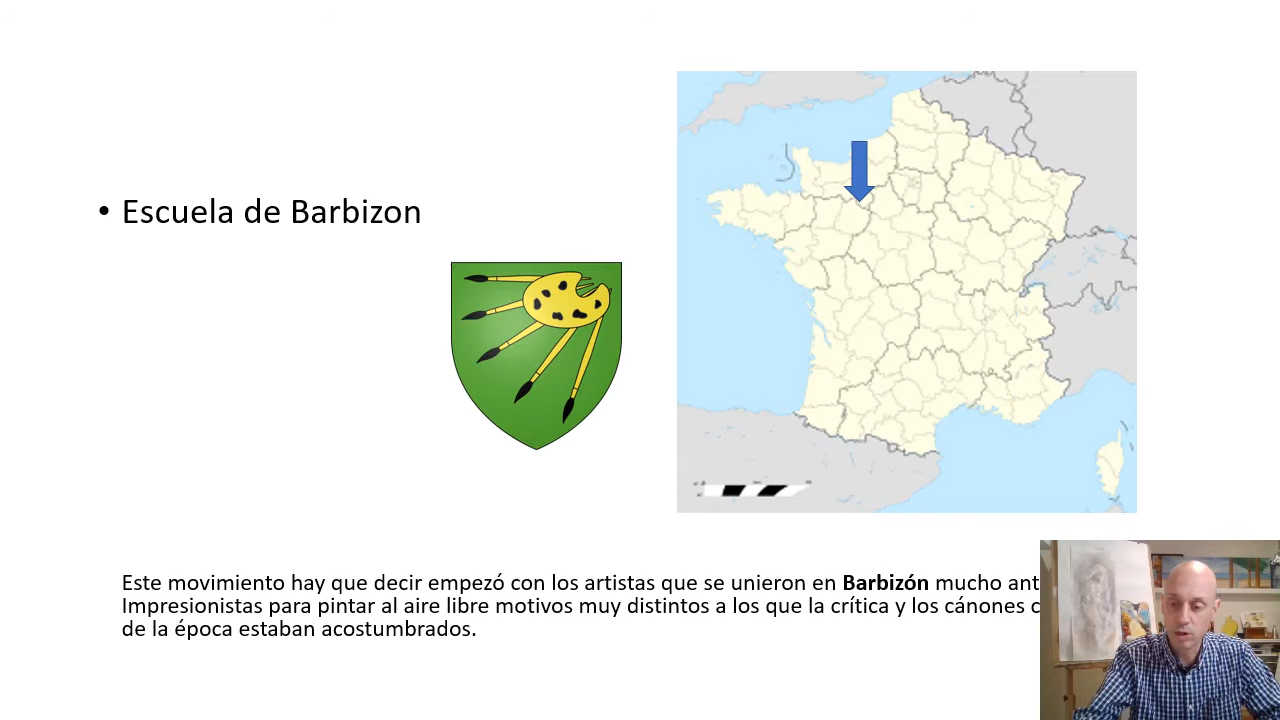 • Escuela de Barbizon
Este movimiento hay que decir empezó con los artistas que se unieron en Barbizón mucho ant
Impresionistas para pintar al aire libre motivos muy distintos a los que la crítica y los cánones c
de la época estaban acostumbrados.